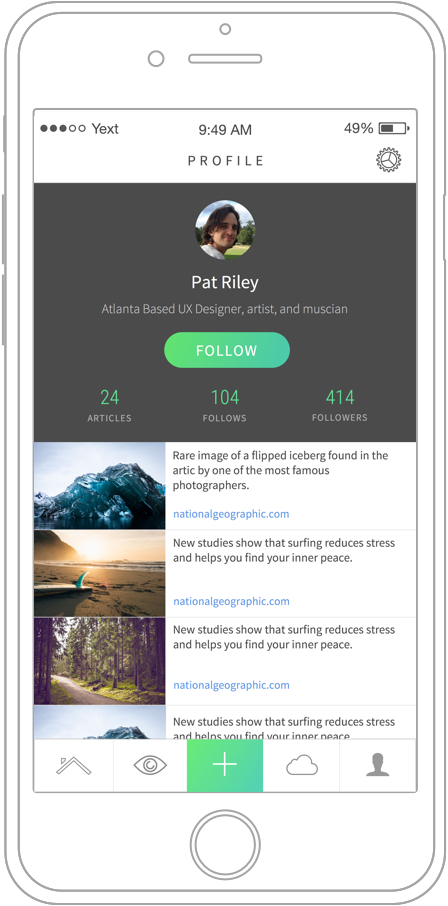 Yext 9:49 AM 49%
PROFILE
Pat Riley
Atlanta Based UX Designer, artist, and muscian
FOLLOW
24 104 414
ARTICLES FOLLOWS FOLLOWERS
Rare image of a flipped iceberg found in the
artic by one of the most famous
photographers.
nationalgeographic.com
New studies show that surfing reduces stress
and helps you find your inner peace.
nationalgeographic.com
New studies show that surfing reduces stress
and helps you find your inner peace.
nationalgeographic.com
New studies show that surfing reduces stress
and helps you find your inner peace.